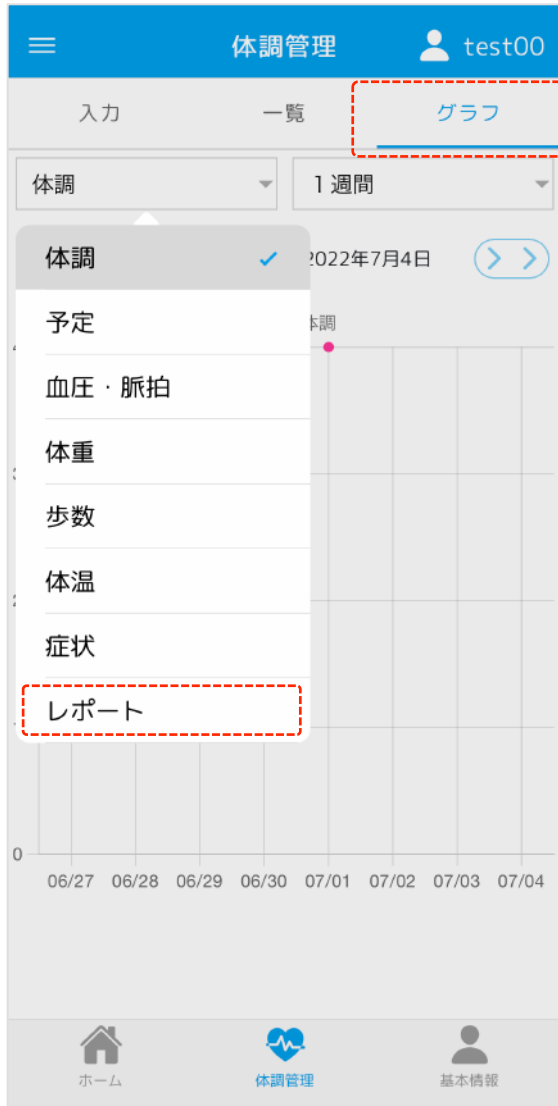 体調管理 test00
入力 一覧 グラフ
体調 1週間
体調 2022年7月4日
予定 体調
血圧・脈拍
体重
歩数
体温
症状
レポート
0
06/27 06/28 06/29 06/30 07/01 07/02 07/03 07/04
ホーム 体調管理 基本情報